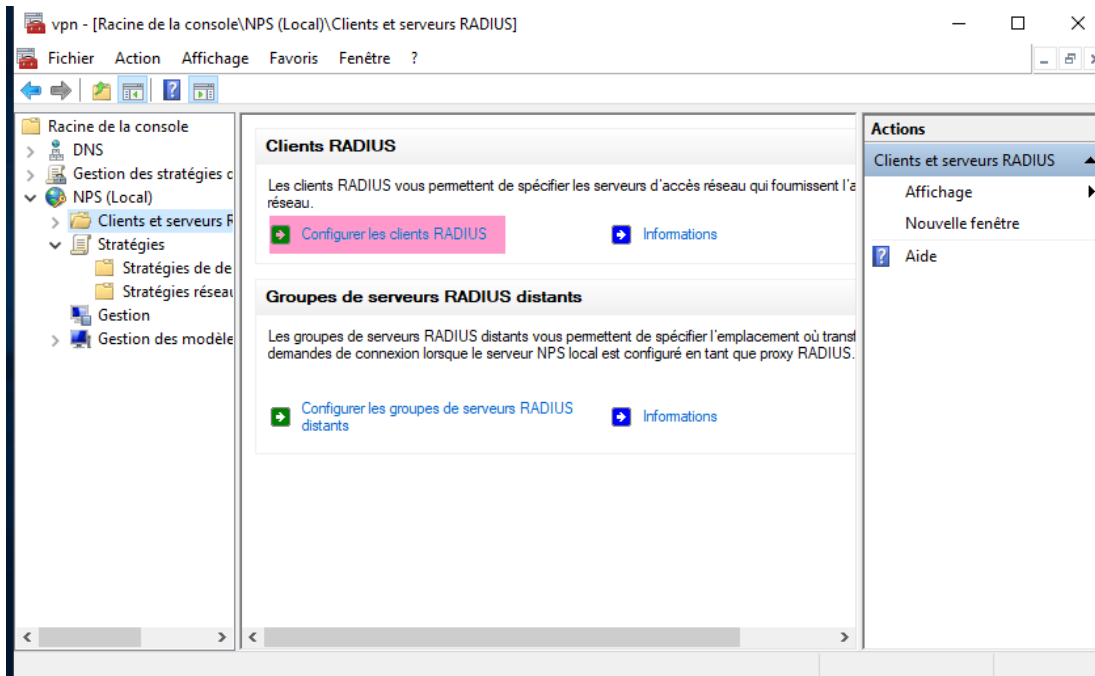 vpn - [Racine de la console\NPS (Local)\Clients et serveurs RADIUS]
Fichier Action Affichage Favoris Fenêtre ?
Racine de la console
DNS
Gestion des stratégies d
NPS (Local)
Clients et serveurs R
Stratégies
Stratégies de de
Stratégies réseau
Gestion
Gestion des modèle
Clients RADIUS
Les clients RADIUS vous permettent de spécifier les serveurs d'accès réseau qui fournissent l'a
réseau.
Configurer les clients RADIUS
Informations
Groupes de serveurs RADIUS distants
Les groupes de serveurs RADIUS distants vous permettent de spécifier l'emplacement où transf
demandes de connexion lorsque le serveur NPS local est configuré en tant que proxy RADIUS.
Configurer les groupes de serveurs RADIUS
distants
Informations
Actions
Clients et serveurs RADIUS
Affichage
Nouvelle fenêtre
Aide